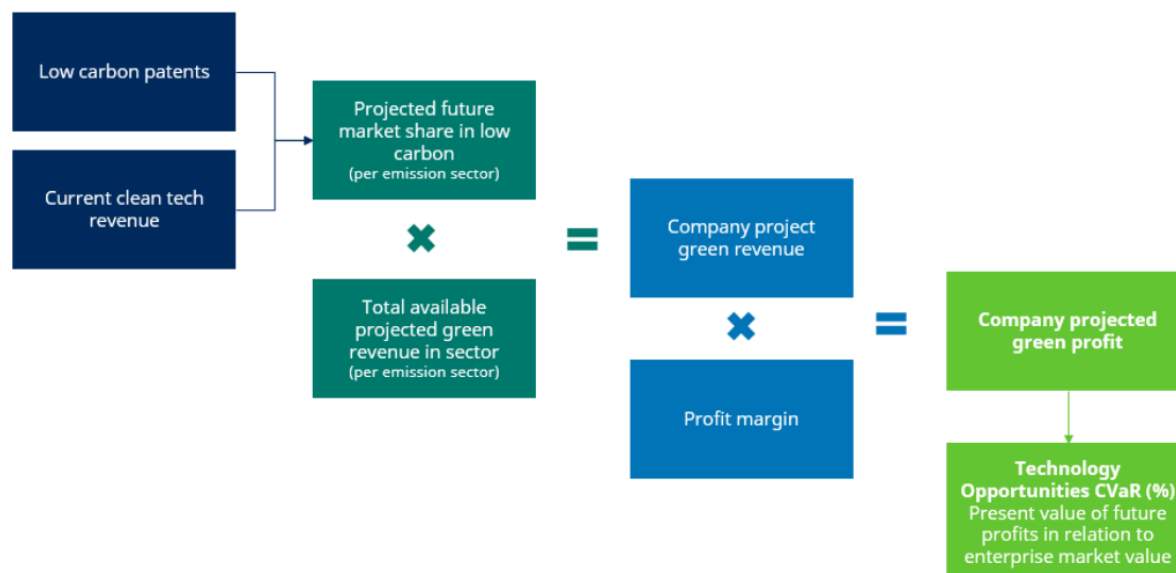 Low carbon patents
Current clean tech
revenue
Projected future
market share in low
carbon
(per emission sector)
Total available
projected green
revenue in sector
(per emission sector)
Company project
green revenue
Profit margin
Company projected
green profit
Technology
Opportunities CVaR (%)
Present value of future
profits in relation to
enterprise market value